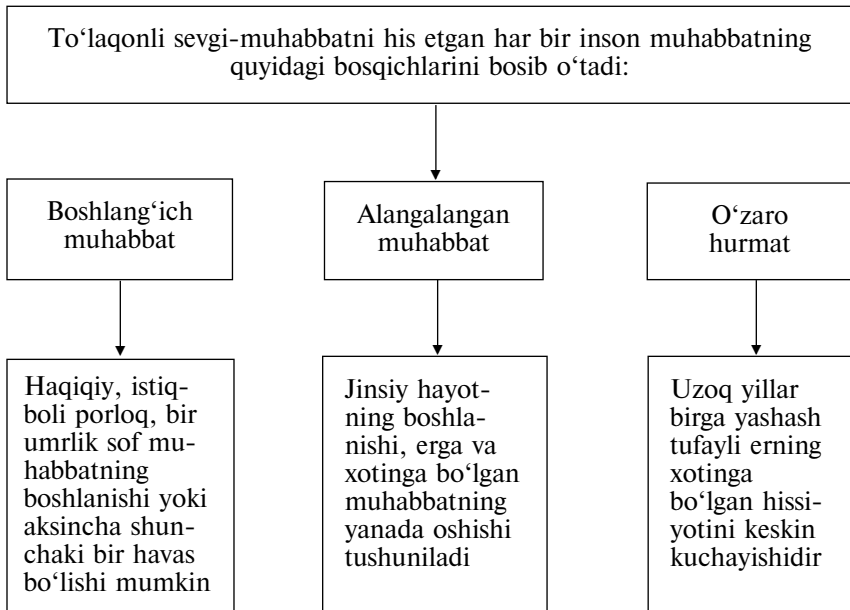 To‘laqonli sevgi-muhabbatni his etgan har bir inson muhabbatning
quyidagi bosqichlarini bosib o‘tadi:
Boshlang‘ich
muhabbat
Alangalangan
muhabbat
O‘zaro
hurmat
Haqiqiy, istiq-
boli porloq, bir
umrlik sof mu-
habbatning
boshlanishi yoki
aksincha shun-
chaki bir havas
bo‘lishi mumkin
Jinsiy hayot-
ning boshla-
nishi, erga va
xotinga bo‘lgan
muhabbatning
yanada oshishi
tushuniladi
Uzoq yillar
birga yashash
tufayli erning
xotinga
bo‘lgan hissi-
yotini keskin
kuchayishidir